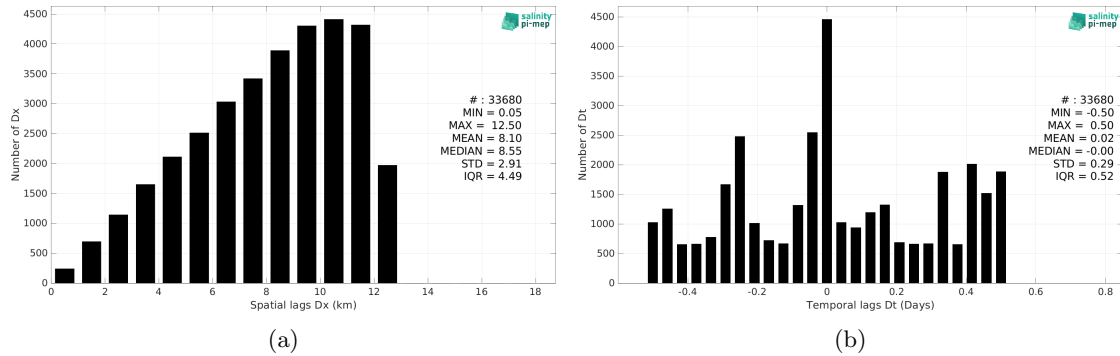 4500
4000
3500
3000
2500
2000
1500
1000
500
0
Number of Dx
0 2 4 6 8 10 12 14 16 18
Spatial lags Dx (km)
salinity
pi-mep
# : 33680
MIN = 0.05
MAX = 12.50
MEAN = 8.10
MEDIAN = 8.55
STD = 2.91
IQR = 4.49
(a)
4500
4000
3500
3000
2500
2000
1500
1000
500
0
Number of Dt
-0.4 -0.2 0 0.2 0.4 0.6 0.8
Temporal lags Dt (Days)
salinity
pi-mep
# : 33680
MIN = -0.50
MAX = 0.50
MEAN = 0.02
MEDIAN = -0.00
STD = 0.29
IQR = 0.52
(b)